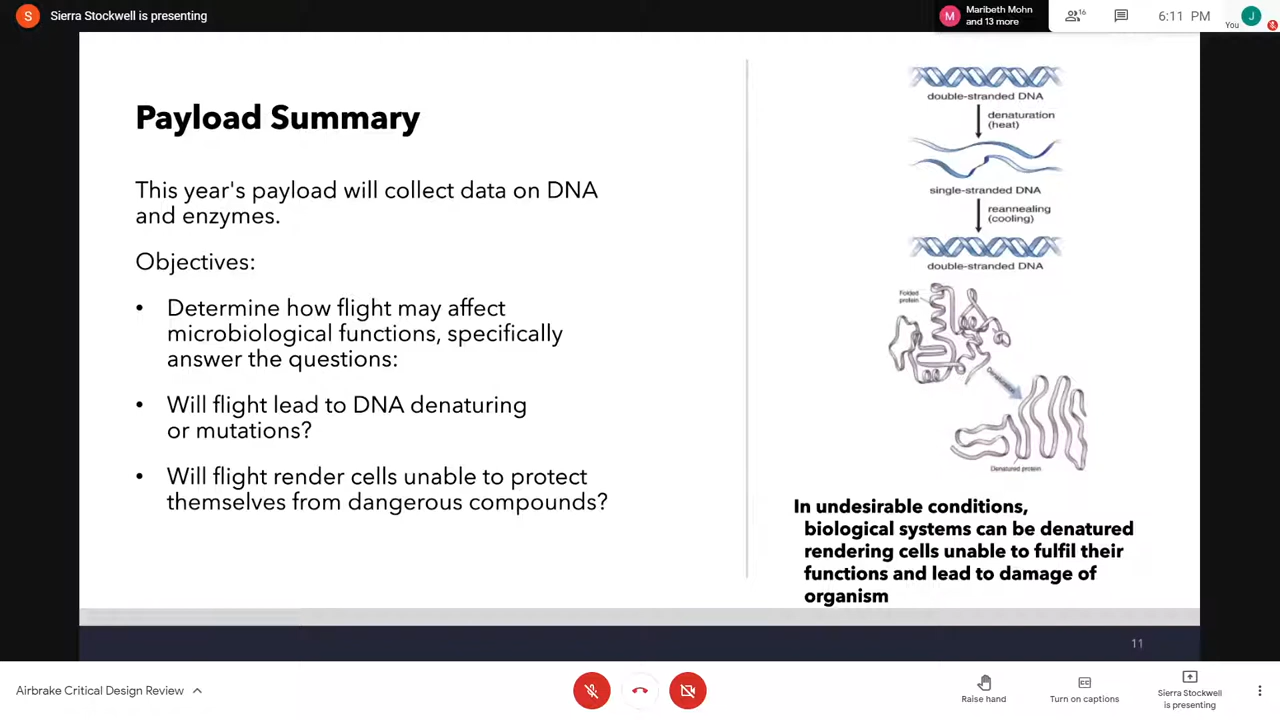 S
Sierra Stockwell is presenting
M
Maribeth Mohn
and 13 more
16
6:11 PM
You
J
Payload Summary
This year's payload will collect data on DNA
and enzymes.
Objectives:
• Determine how flight may affect
microbiological functions, specifically
answer the questions:
• Will flight lead to DNA denaturing
or mutations?
• Will flight render cells unable to protect
themselves from dangerous compounds?
double-stranded DNA
denaturation
(heat)
single-stranded DNA
reannealing
(cooling)
double-stranded DNA
Folded
protein
Denatured protein
In undesirable conditions,
biological systems can be denatured
rendering cells unable to fulfil their
functions and lead to damage of
organism
11
Airbrake Critical Design Review
Raise hand
CC
Turn on captions
Sierra Stockwell
is presenting